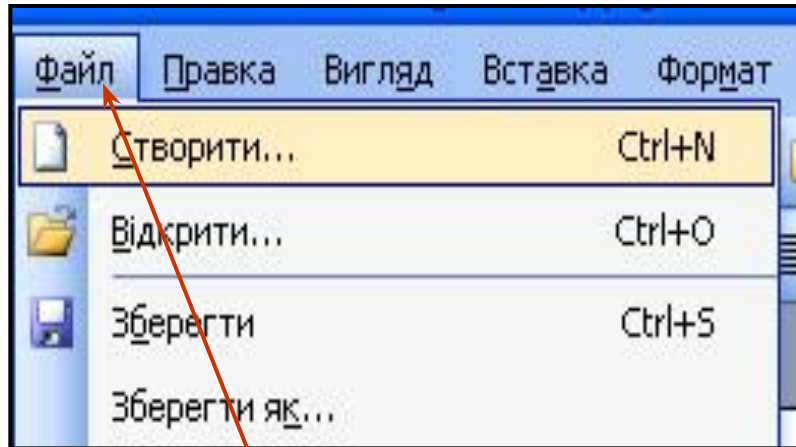 Файл Правка Вигляд Вставка Формат
Створити... Ctrl+N
Відкрити... Ctrl+O
Зберегти Ctrl+S
Зберегти як...